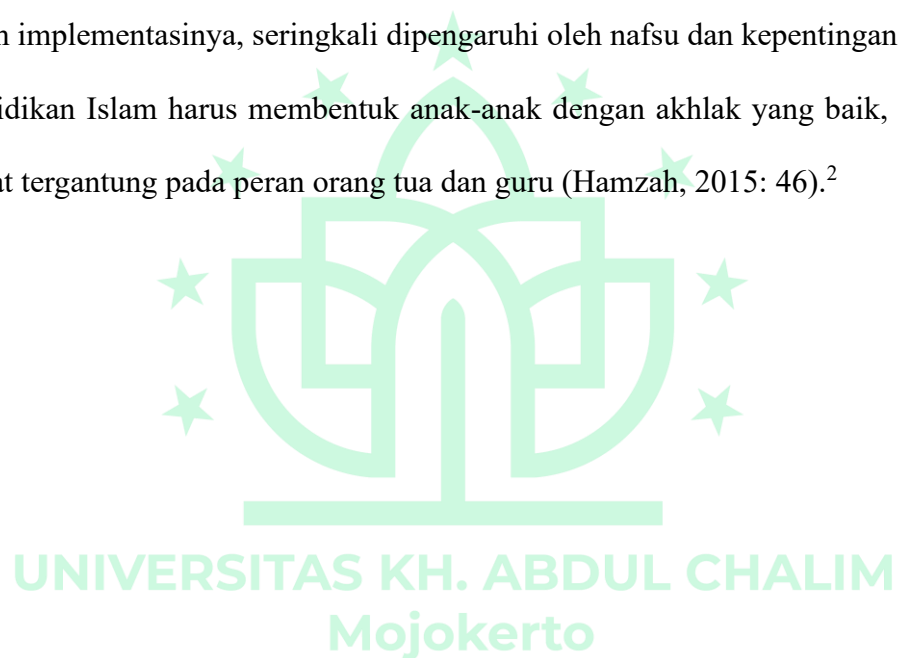 n implementasinya, seringkali dipengaruhi oleh nafsu dan kepentingan
idikan Islam harus membentuk anak-anak dengan akhlak yang baik,
at tergantung pada peran orang tua dan guru (Hamzah, 2015: 46).²
UNIVERSITAS KH. ABDUL CHALIM
Mojokerto